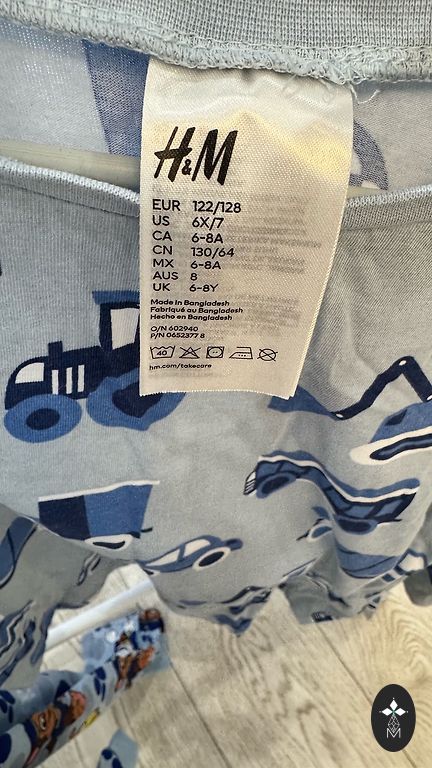 H&M
EUR 122/128
US 6X/7
CA 6-8A
CN 130/64
MX 6-8A
AUS 8
UK 6-8Y
Made in Bangladesh
Fabriqué au Bangladesh
Hecho en Bangladesh
O/N 602940
P/N 0652377 8
40
hm.com/takecare
M